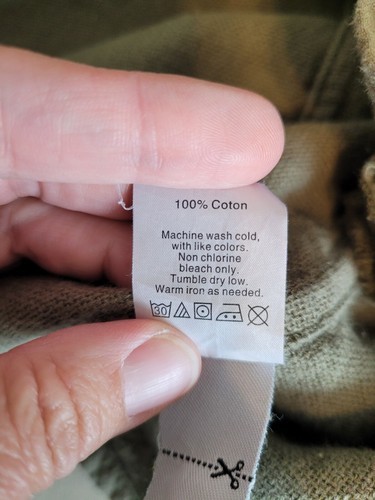 100% Coton
Machine wash cold,
with like colors.
Non chlorine
bleach only.
Tumble dry low.
Warm iron as needed.
30